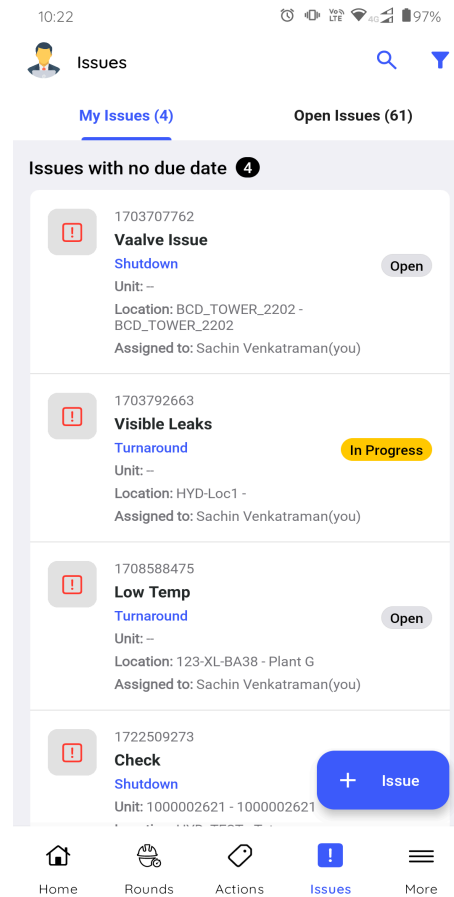 10:22
Vo LTE 4G 97%
Issues
My Issues (4) Open Issues (61)
Issues with no due date 4
1703707762
Vaalve Issue
Shutdown
Open
Unit: --
Location: BCD_TOWER_2202 -
BCD_TOWER_2202
Assigned to: Sachin Venkatraman(you)
1703792663
Visible Leaks
Turnaround
In Progress
Unit: --
Location: HYD-Loc1 -
Assigned to: Sachin Venkatraman(you)
1708588475
Low Temp
Turnaround
Open
Unit: --
Location: 123-XL-BA38 - Plant G
Assigned to: Sachin Venkatraman(you)
1722509273
Check
Shutdown
+ Issue
Unit: 1000002621 - 1000002621
Home Rounds Actions Issues More